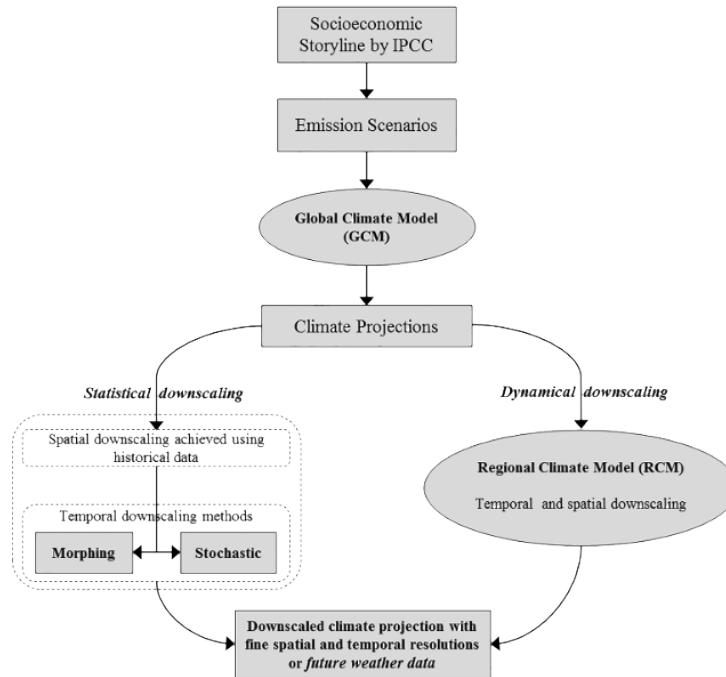 Socioeconomic
Storyline by IPCC
Emission Scenarios
Global Climate Model
(GCM)
Climate Projections
Statistical downscaling
Dynamical downscaling
Spatial downscaling achieved using
historical data
Temporal downscaling methods
Morphing
Stochastic
Regional Climate Model (RCM)
Temporal and spatial downscaling
Downscaled climate projection with
fine spatial and temporal resolutions
or future weather data